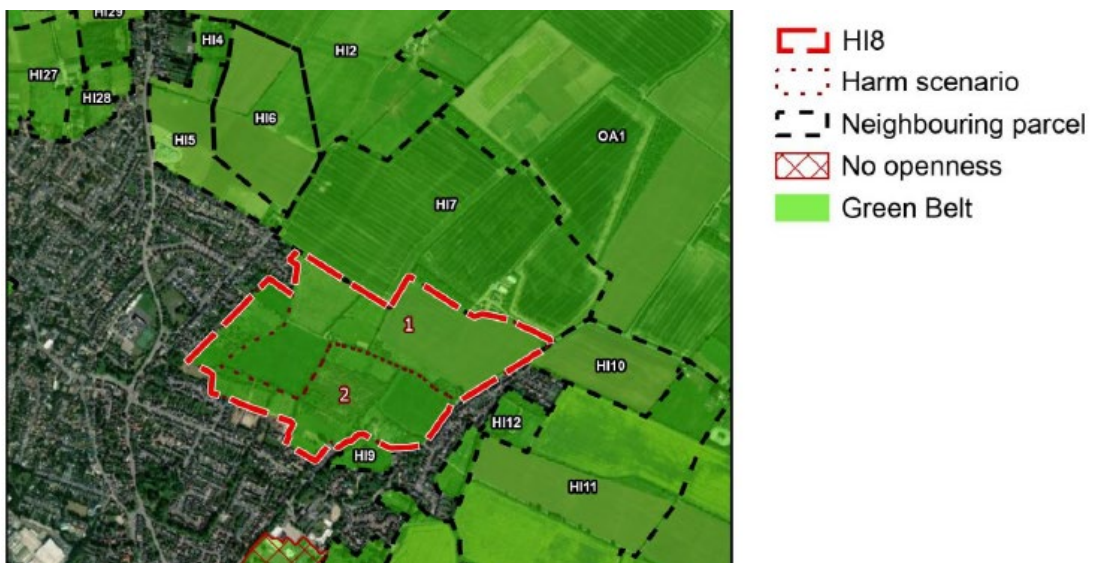 HI29
HI4
HI2
HI27
HI28
HI6
HI5
OA1
HI7
1
HI10
2
HI12
HI9
HI11
HI8
Harm scenario
Neighbouring parcel
No openness
Green Belt